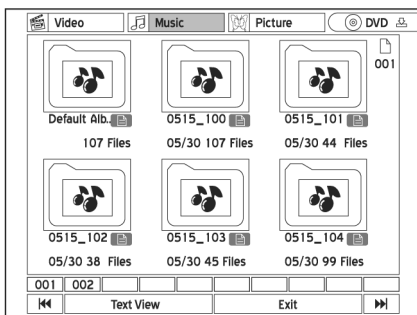 Video Music Picture DVD
001
Default Alb.. 0515_100 0515_101
107 Files 05/30 107 Files 05/30 44 Files
0515_102 0515_103 0515_104
05/30 38 Files 05/30 45 Files 05/30 99 Files
001 002
Text View Exit